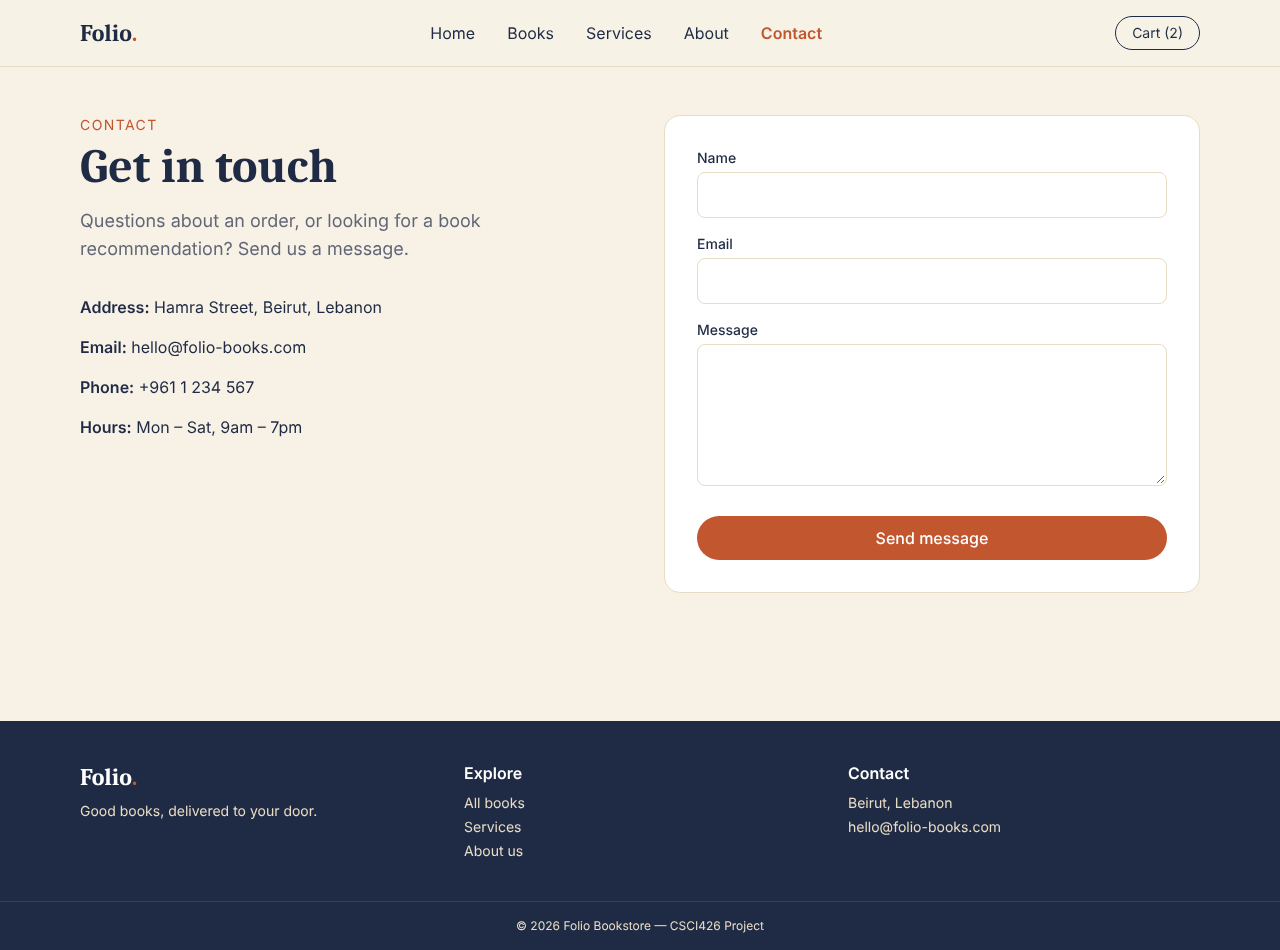 Folio.
Home
Books
Services
About
Contact
Cart (2)
CONTACT
Get in touch
Questions about an order, or looking for a book
recommendation? Send us a message.
Address: Hamra Street, Beirut, Lebanon
Email: hello@folio-books.com
Phone: +961 1 234 567
Hours: Mon – Sat, 9am – 7pm
Name
Email
Message
Send message
Folio.
Good books, delivered to your door.
Explore
All books
Services
About us
Contact
Beirut, Lebanon
hello@folio-books.com
© 2026 Folio Bookstore — CSCI426 Project